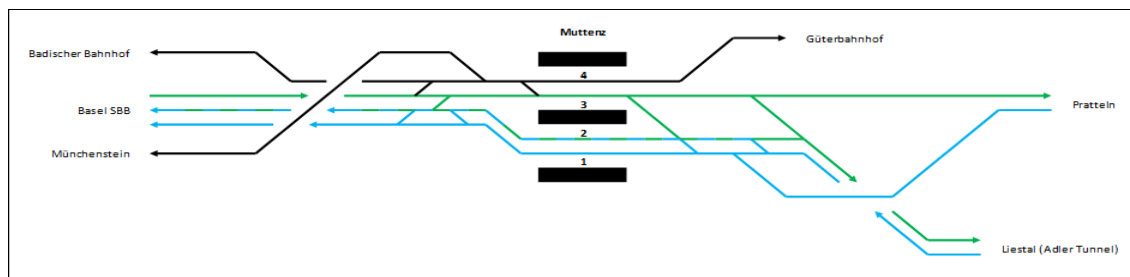 Muttenz
Güterbahnhof
Badischer Bahnhof
4
3
Basel SBB
Pratteln
2
Münchenstein
1
Liestal (Adler Tunnel)